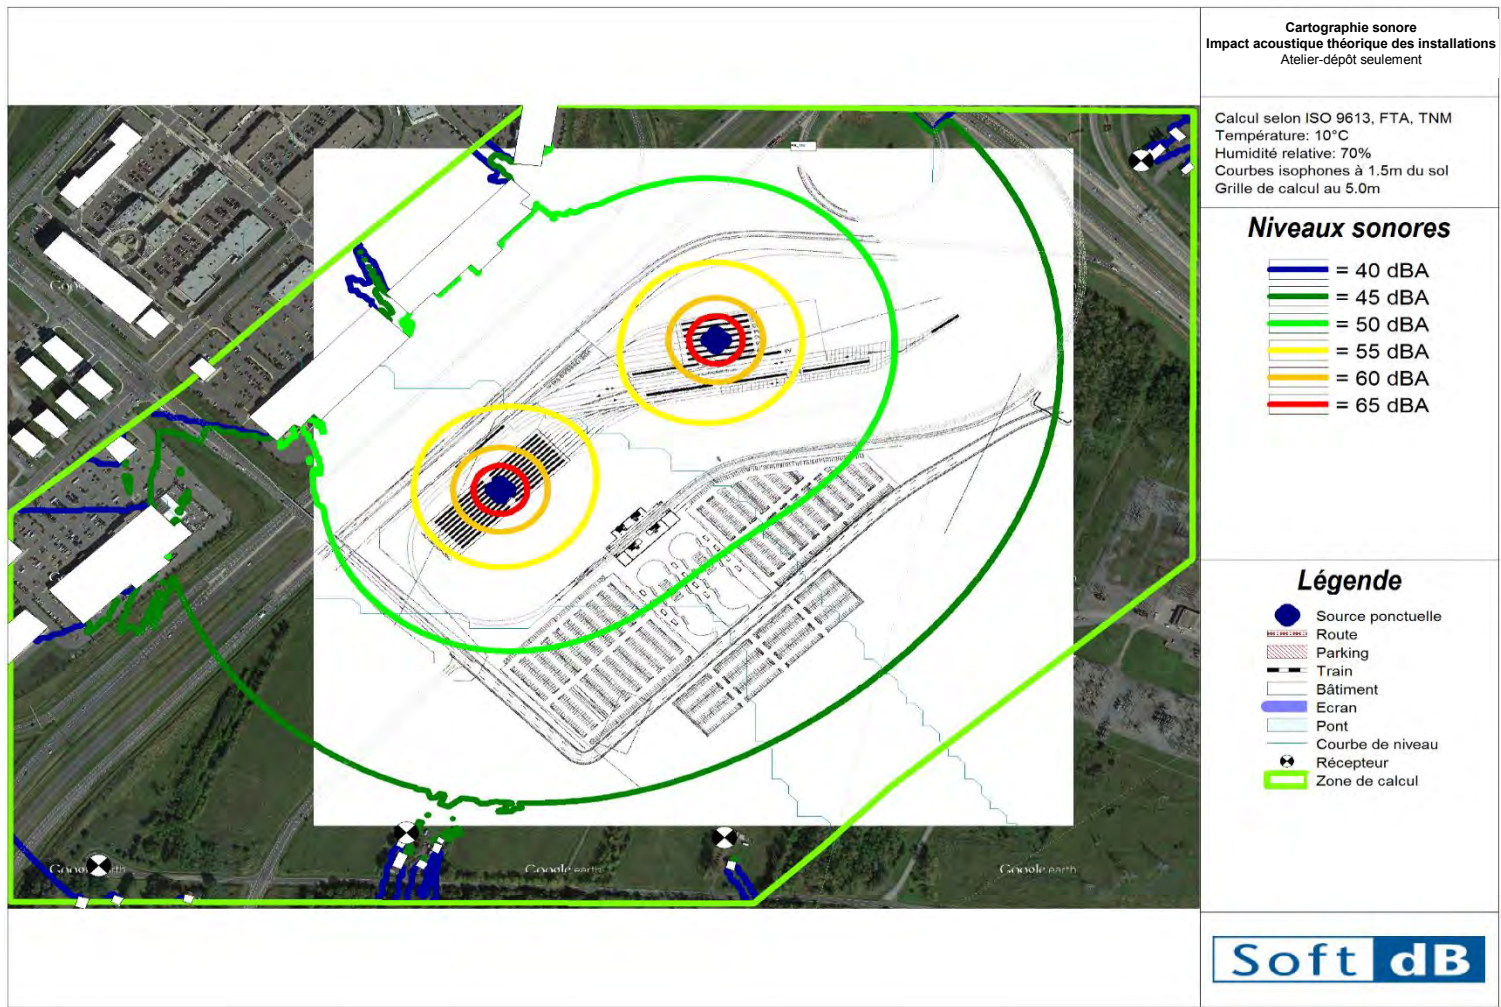 Cartographie sonore
Impact acoustique théorique des installations
Atelier-dépôt seulement
Calcul selon ISO 9613, FTA, TNM
Température: 10°C
Humidité relative: 70%
Courbes isophones à 1.5m du sol
Grille de calcul au 5.0m
Niveaux sonores
= 40 dBA
= 45 dBA
= 50 dBA
= 55 dBA
= 60 dBA
= 65 dBA
Légende
Source ponctuelle
Route
Parking
Train
Bâtiment
Ecran
Pont
Courbe de niveau
Récepteur
Zone de calcul
Soft dB
Google earth
Google earth